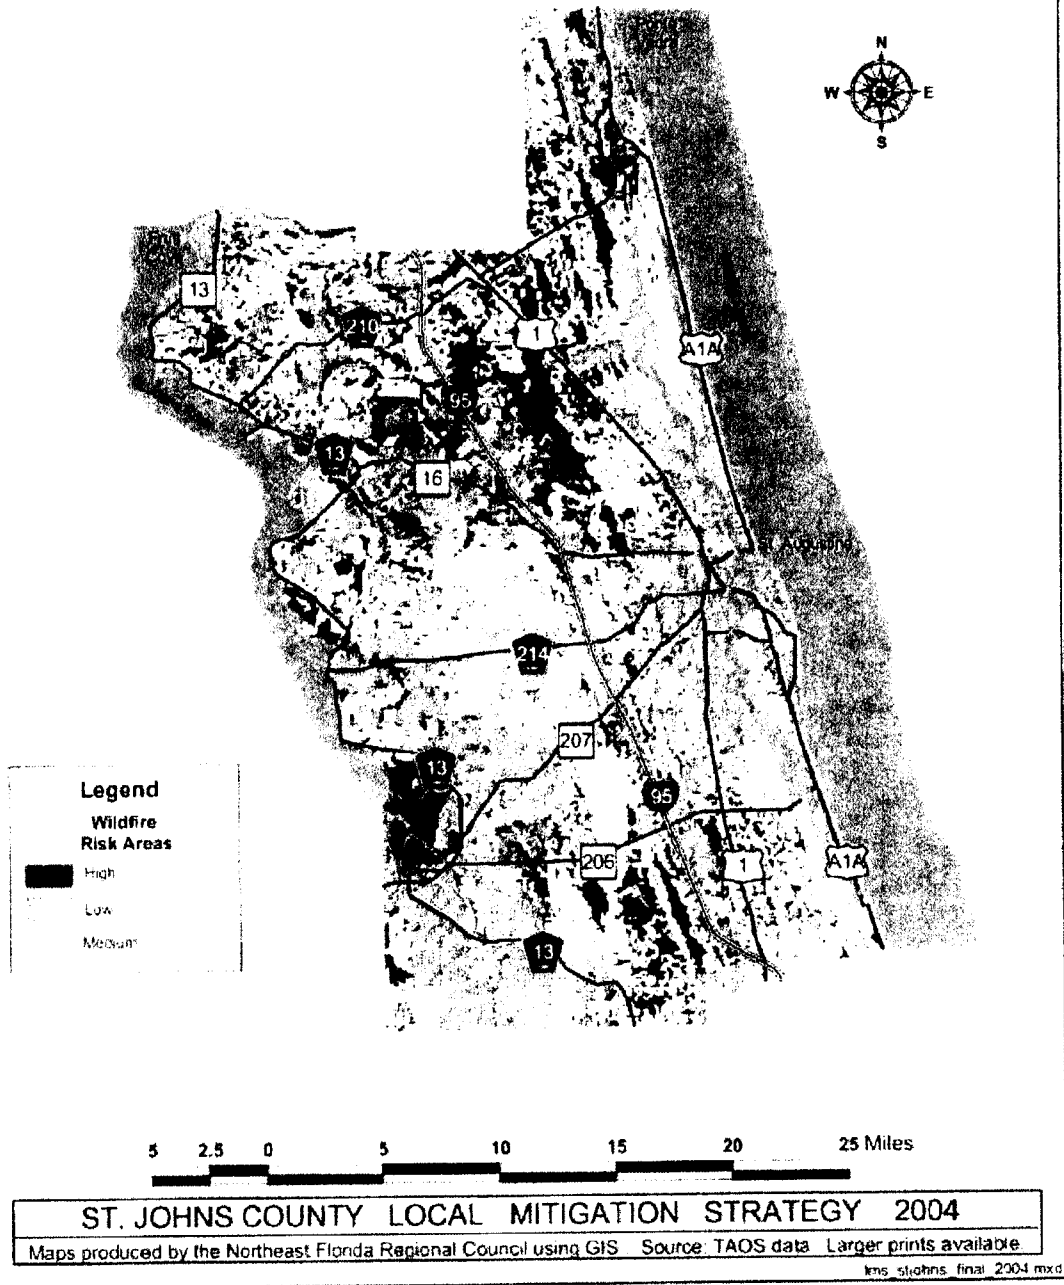 N
W E
S
13
210
1
A1A
95
13
16
Augustine
214
207
13
95
206
1
A1A
13
Legend
Wildfire
Risk Areas
High
Low
Medium
5 2.5 0 5 10 15 20 25 Miles
ST. JOHNS COUNTY LOCAL MITIGATION STRATEGY 2004
Maps produced by the Northeast Florida Regional Council using GIS Source: TAOS data Larger prints available.
lms_stjohns_final_2004.mxd